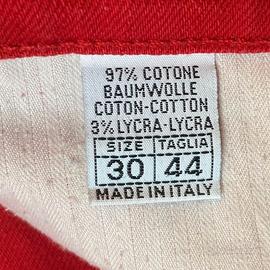 97% COTONE
BAUMWOLLE
COTON-COTTON
3% LYCRA-LYCRA
SIZE TAGLIA
30 44
MADE IN ITALY